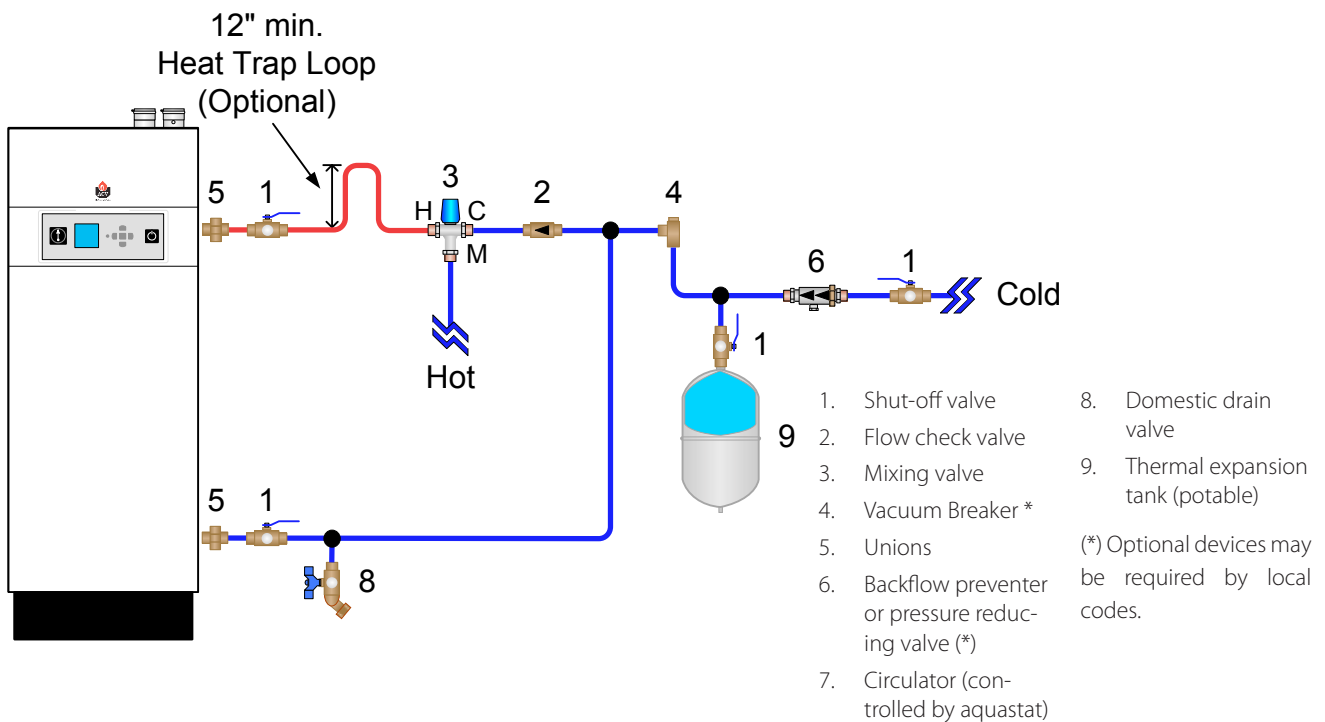 12" min.
Heat Trap Loop
(Optional)
5
1
3
2
4
H
C
M
6
1
Cold
ACV
Hot
1
9
5
1
8
1. Shut-off valve
2. Flow check valve
3. Mixing valve
4. Vacuum Breaker *
5. Unions
6. Backflow preventer
or pressure reduc-
ing valve (*)
7. Circulator (con-
trolled by aquastat)
8. Domestic drain
valve
9. Thermal expansion
tank (potable)
(*) Optional devices may
be required by local
codes.